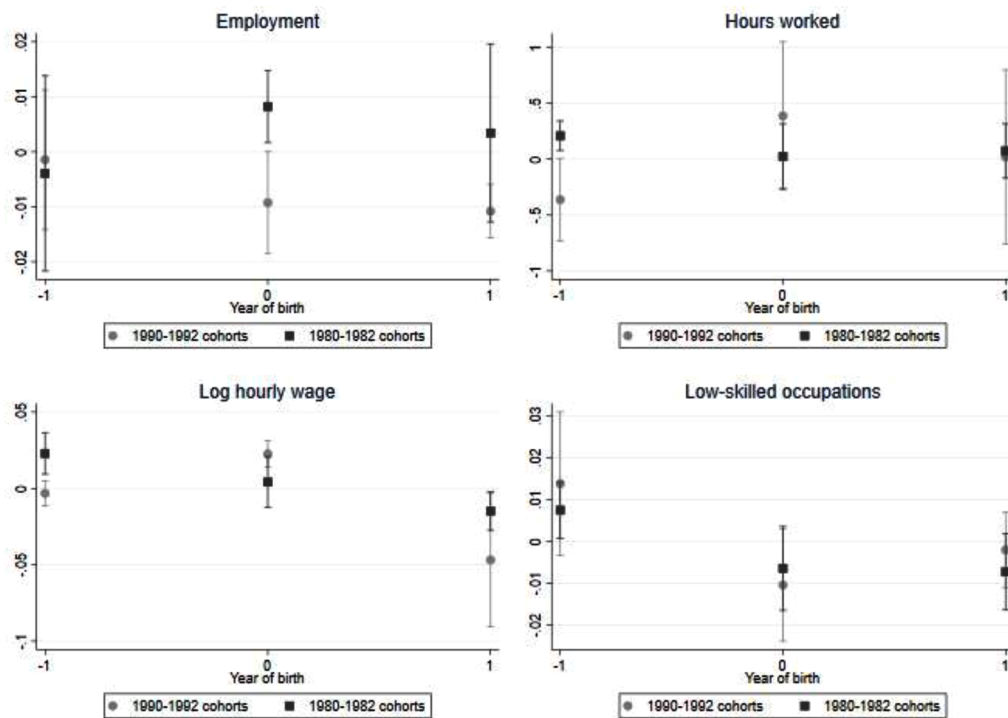 Employment
Hours worked
.02
.01
0
-.01
-.02
-1
0
1
Year of birth
1990-1992 cohorts
1980-1982 cohorts
1
.5
0
-.5
-1
-1
0
1
Year of birth
1990-1992 cohorts
1980-1982 cohorts
Log hourly wage
Low-skilled occupations
.05
0
-.05
-.1
-1
0
1
Year of birth
1990-1992 cohorts
1980-1982 cohorts
.03
.02
.01
0
-.01
-.02
-1
0
1
Year of birth
1990-1992 cohorts
1980-1982 cohorts